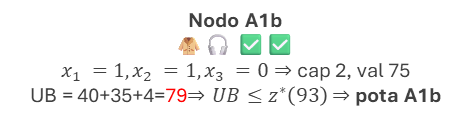 Nodo A1b
🧥 🎧 ✅ ✅
x₁ = 1, x₂ = 1, x₃ = 0 ⇒ cap 2, val 75
UB = 40+35+4=79⇒ UB ≤ z*(93) ⇒ pota A1b